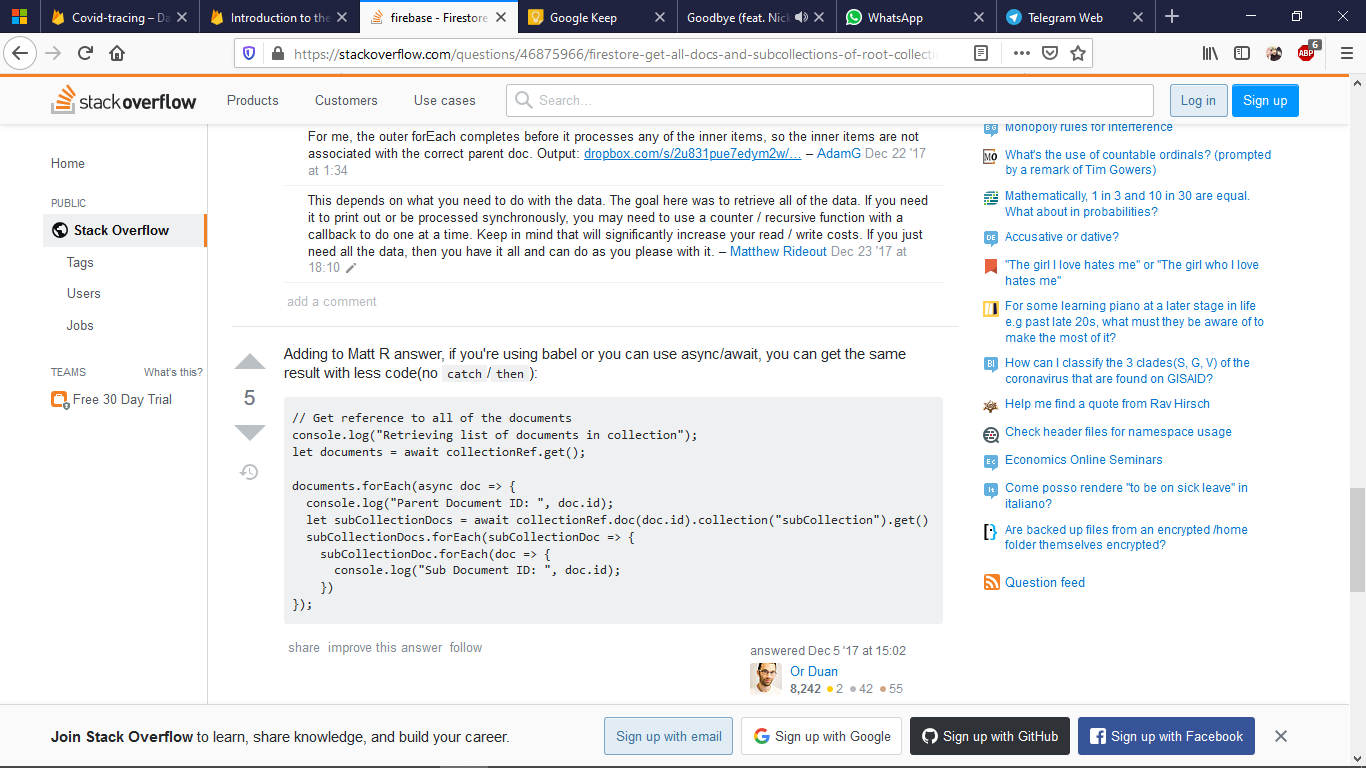 Covid-tracing – Da
Introduction to the
firebase - Firestore
Google Keep
Goodbye (feat. Nick
WhatsApp
Telegram Web
https://stackoverflow.com/questions/46875966/firestore-get-all-docs-and-subcollections-of-root-collecti
ABP
6
stackoverflow
Products
Customers
Use cases
Search...
Log in
Sign up
Home
PUBLIC
Stack Overflow
Tags
Users
Jobs
TEAMS
What's this?
Free 30 Day Trial
For me, the outer forEach completes before it processes any of the inner items, so the inner items are not
associated with the correct parent doc. Output: dropbox.com/s/2u831pue7edym2w/… – AdamG Dec 22 '17
at 1:34
This depends on what you need to do with the data. The goal here was to retrieve all of the data. If you need
it to print out or be processed synchronously, you may need to use a counter / recursive function with a
callback to do one at a time. Keep in mind that will significantly increase your read / write costs. If you just
need all the data, then you have it all and can do as you please with it. – Matthew Rideout Dec 23 '17 at
18:10
add a comment
5
Adding to Matt R answer, if you're using babel or you can use async/await, you can get the same
result with less code(no catch / then ):
// Get reference to all of the documents
console.log("Retrieving list of documents in collection");
let documents = await collectionRef.get();
documents.forEach(async doc => {
  console.log("Parent Document ID: ", doc.id);
  let subCollectionDocs = await collectionRef.doc(doc.id).collection("subCollection").get()
  subCollectionDocs.forEach(subCollectionDoc => {
    subCollectionDoc.forEach(doc => {
      console.log("Sub Document ID: ", doc.id);
    })
});
share improve this answer follow
answered Dec 5 '17 at 15:02
Or Duan
8,242 2 42 55
Monopoly rules for interference
What's the use of countable ordinals? (prompted
by a remark of Tim Gowers)
Mathematically, 1 in 3 and 10 in 30 are equal.
What about in probabilities?
Accusative or dative?
"The girl I love hates me" or "The girl who I love
hates me"
For some learning piano at a later stage in life
e.g past late 20s, what must they be aware of to
make the most of it?
How can I classify the 3 clades(S, G, V) of the
coronavirus that are found on GISAID?
Help me find a quote from Rav Hirsch
Check header files for namespace usage
Economics Online Seminars
Come posso rendere "to be on sick leave" in
italiano?
Are backed up files from an encrypted /home
folder themselves encrypted?
Question feed
Join Stack Overflow to learn, share knowledge, and build your career.
Sign up with email
Sign up with Google
Sign up with GitHub
Sign up with Facebook